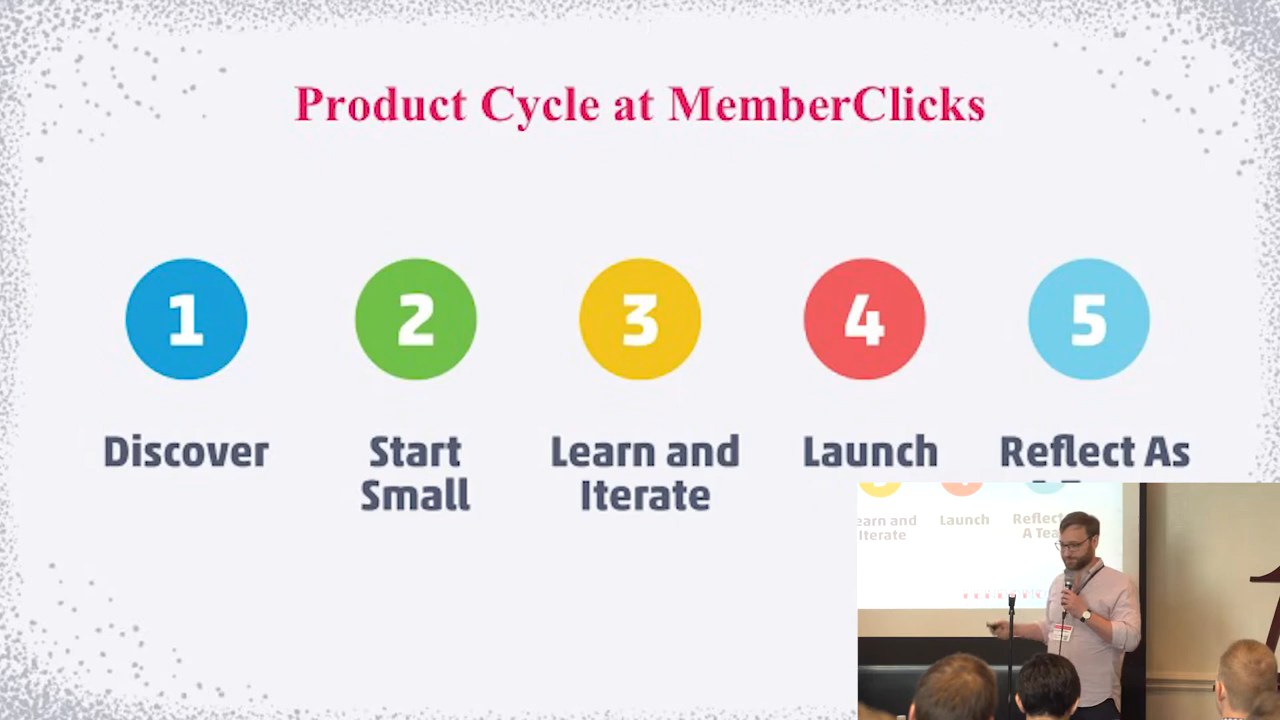 Product Cycle at MemberClicks
1
2
3
4
5
Discover
Start
Small
Learn and
Iterate
Launch
Reflect As
earn and
Iterate
Launch
Reflect
A Tea